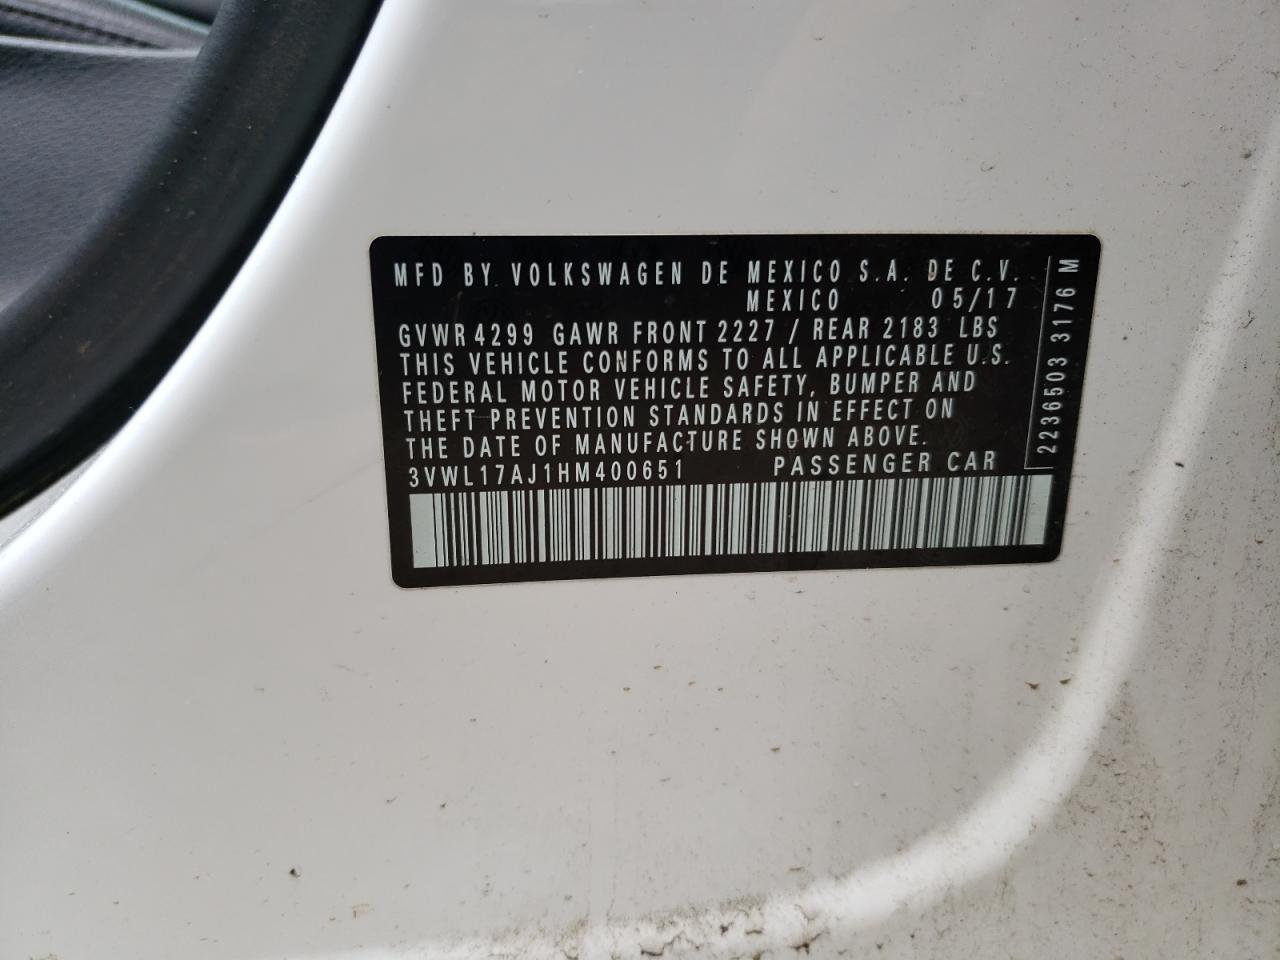 MFD BY VOLKSWAGEN DE MEXICO S.A. DE C.V.
MEXICO 05/17
GVWR 4299 GAWR FRONT 2227 / REAR 2183 LBS
THIS VEHICLE CONFORMS TO ALL APPLICABLE U.S.
FEDERAL MOTOR VEHICLE SAFETY, BUMPER AND
THEFT PREVENTION STANDARDS IN EFFECT ON
THE DATE OF MANUFACTURE SHOWN ABOVE.
3VWL17AJ1HM400651 PASSENGER CAR
2236503 3176 M